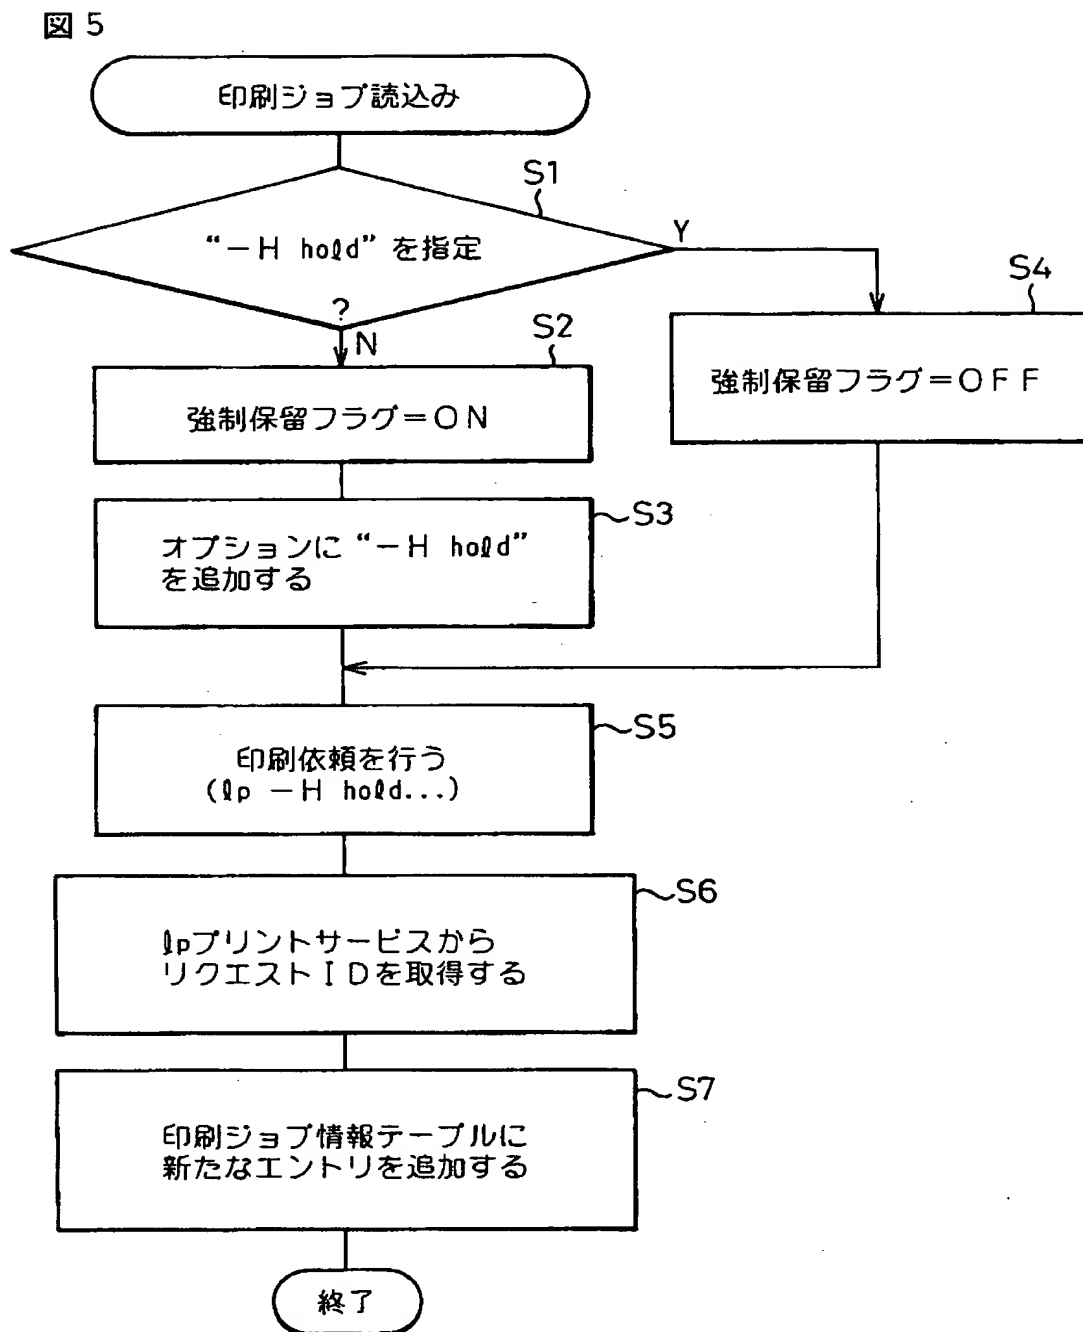 図 5
印刷ジョブ読込み
S1
“－H hold” を指定
?
Y
N
S4
強制保留フラグ＝OFF
S2
強制保留フラグ＝ON
S3
オプションに “－H hold”
を追加する
S5
印刷依頼を行う
(lp －H hold...)
S6
lpプリントサービスから
リクエストIDを取得する
S7
印刷ジョブ情報テーブルに
新たなエントリを追加する
終了